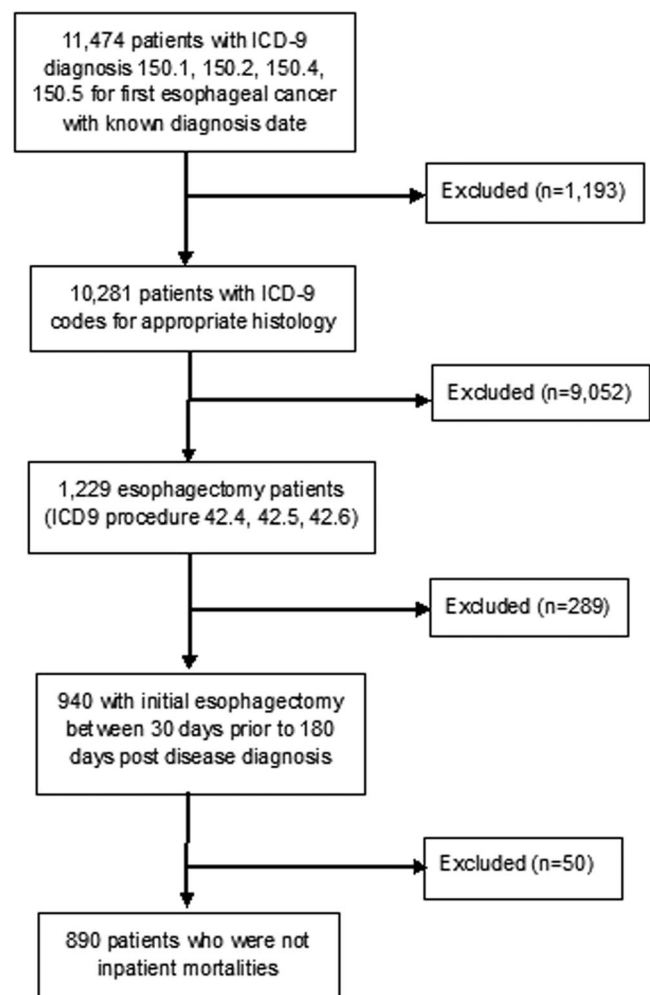 11,474 patients with ICD-9
diagnosis 150.1, 150.2, 150.4,
150.5 for first esophageal cancer
with known diagnosis date
Excluded (n=1,193)
10,281 patients with ICD-9
codes for appropriate histology
Excluded (n=9,052)
1,229 esophagectomy patients
(ICD9 procedure 42.4, 42.5, 42.6)
Excluded (n=289)
940 with initial esophagectomy
between 30 days prior to 180
days post disease diagnosis
Excluded (n=50)
890 patients who were not
inpatient mortalities